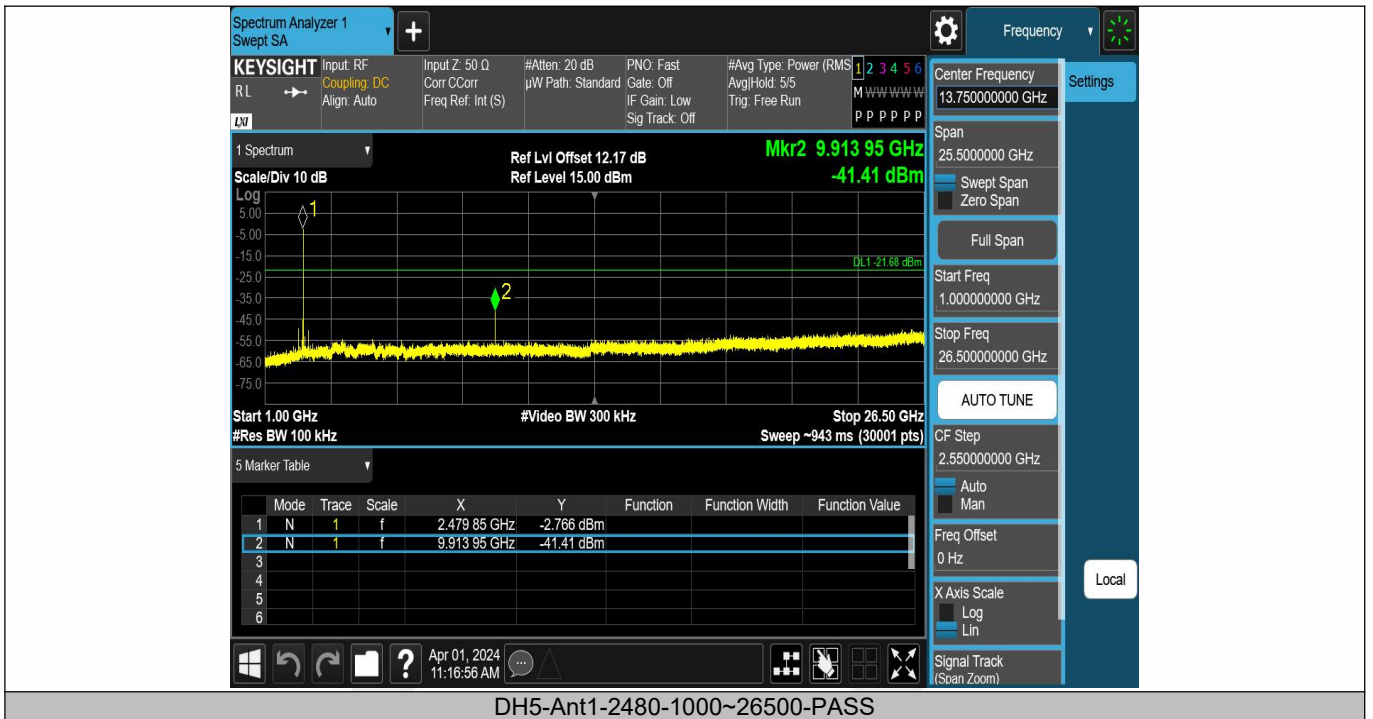 Spectrum Analyzer 1
Swept SA
+
Frequency
KEYSIGHT
RL
LXI
Input: RF
Coupling: DC
Align: Auto
Input Z: 50 Ω
Corr CCorr
Freq Ref: Int (S)
#Atten: 20 dB
µW Path: Standard
PNO: Fast
Gate: Off
IF Gain: Low
Sig Track: Off
#Avg Type: Power (RMS
Avg|Hold: 5/5
Trig: Free Run
1 2 3 4 5 6
M W W W W W
P P P P P P
Center Frequency
13.750000000 GHz
Settings
1 Spectrum
Scale/Div 10 dB
Ref Lvl Offset 12.17 dB
Ref Level 15.00 dBm
Mkr2 9.913 95 GHz
-41.41 dBm
Log
5.00
-5.00
-15.0
-25.0
-35.0
-45.0
-55.0
-65.0
-75.0
1
2
DL1 -21.68 dBm
Start 1.00 GHz
#Res BW 100 kHz
#Video BW 300 kHz
Stop 26.50 GHz
Sweep ~943 ms (30001 pts)
Span
25.5000000 GHz
Swept Span
Zero Span
Full Span
Start Freq
1.000000000 GHz
Stop Freq
26.500000000 GHz
AUTO TUNE
CF Step
2.550000000 GHz
Auto
Man
Freq Offset
0 Hz
X Axis Scale
Log
Lin
Signal Track
(Span Zoom)
Local
5 Marker Table
Mode Trace Scale X Y Function Function Width Function Value
1 N 1 f 2.479 85 GHz -2.766 dBm
2 N 1 f 9.913 95 GHz -41.41 dBm
3
4
5
6
?
Apr 01, 2024
11:16:56 AM
DH5-Ant1-2480-1000~26500-PASS